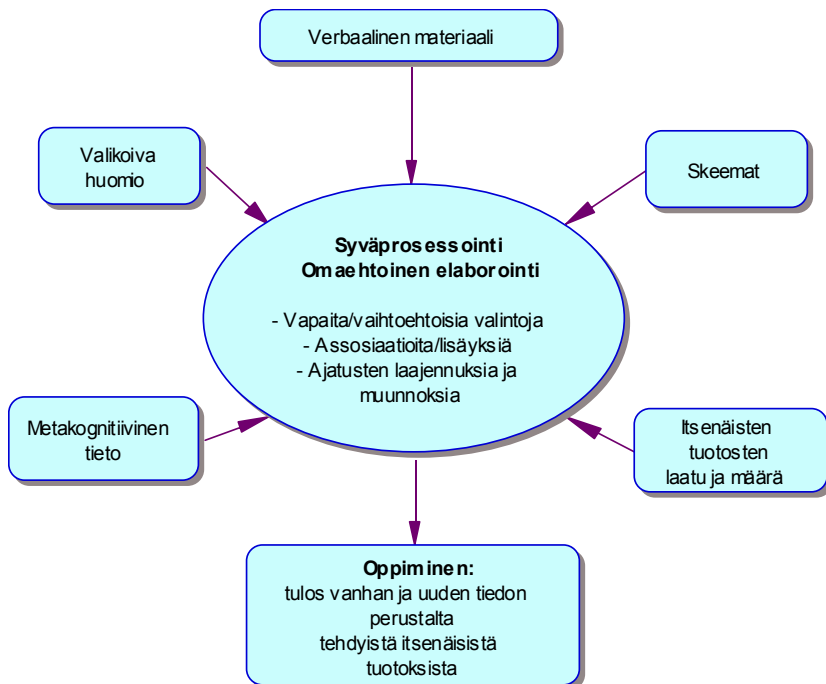 Verbaalinen materiaali
Valikoiva
huomio
Skeemat
Syväprosessointi
Omaehtoinen elaborointi
- Vapaita/vaihtoehtoisia valintoja
- Assosiaatioita/lisäyksiä
- Ajatusten laajennuksia ja
muunnoksia
Metakognitiivinen
tieto
Itsenäisten
tuotosten
laatu ja määrä
Oppiminen:
tulos vanhan ja uuden tiedon
perustalta
tehdyistä itsenäisistä
tuotoksista